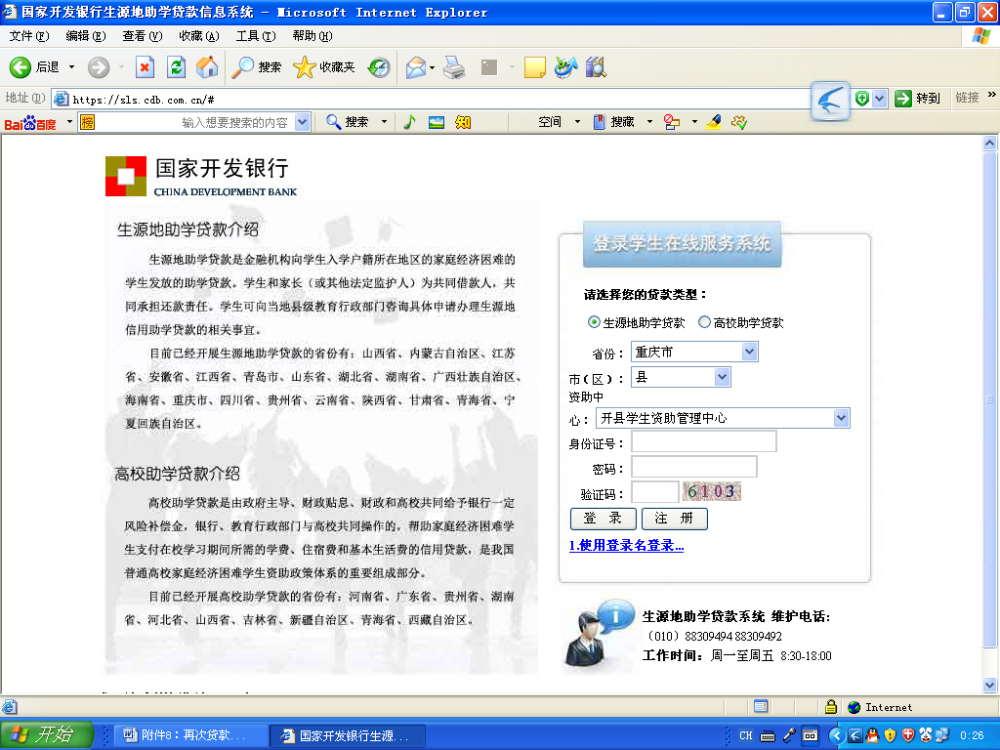 国家开发银行生源地助学贷款信息系统 - Microsoft Internet Explorer
文件(F) 编辑(E) 查看(V) 收藏(A) 工具(T) 帮助(H)
后退 搜索 收藏夹
地址(D) https://sls.cdb.com.cn/# 转到 链接 »
Bai百度 榜 输入想要搜索的内容 搜索 知 空间 搜藏
国家开发银行
CHINA DEVELOPMENT BANK
生源地助学贷款介绍
生源地助学贷款是金融机构向学生入学户籍所在地区的家庭经济困难的
学生发放的助学贷款。学生和家长（或其他法定监护人）为共同借款人，共
同承担还款责任。学生可向当地县级教育行政部门咨询具体申请办理生源地
信用助学贷款的相关事宜。
目前已经开展生源地助学贷款的省份有：山西省、内蒙古自治区、江苏
省、安徽省、江西省、青岛市、山东省、湖北省、湖南省、广西壮族自治区、
海南省、重庆市、四川省、贵州省、云南省、陕西省、甘肃省、青海省、宁
夏回族自治区。
高校助学贷款介绍
高校助学贷款是由政府主导、财政贴息、财政和高校共同给予银行一定
风险补偿金，银行、教育行政部门与高校共同操作的，帮助家庭经济困难学
生支付在校学习期间所需的学费、住宿费和基本生活费的信用贷款，是我国
普通高校家庭经济困难学生资助政策体系的重要组成部分。
目前已经开展高校助学贷款的省份有：河南省、广东省、贵州省、湖南
省、河北省、山西省、吉林省、新疆自治区、青海省、西藏自治区。
登录学生在线服务系统
请选择您的贷款类型：
生源地助学贷款 高校助学贷款
省份： 重庆市
市（区）： 县
资助中
心： 开县学生资助管理中心
身份证号：
密码：
验证码： 6103
登 录 注 册
1.使用登录名登录...
生源地助学贷款系统 维护电话:
（010）88309494 88309492
工作时间：周一至周五 8:30-18:00
Internet
开始 附件8：再次贷款... 国家开发银行生源... CH 0:26